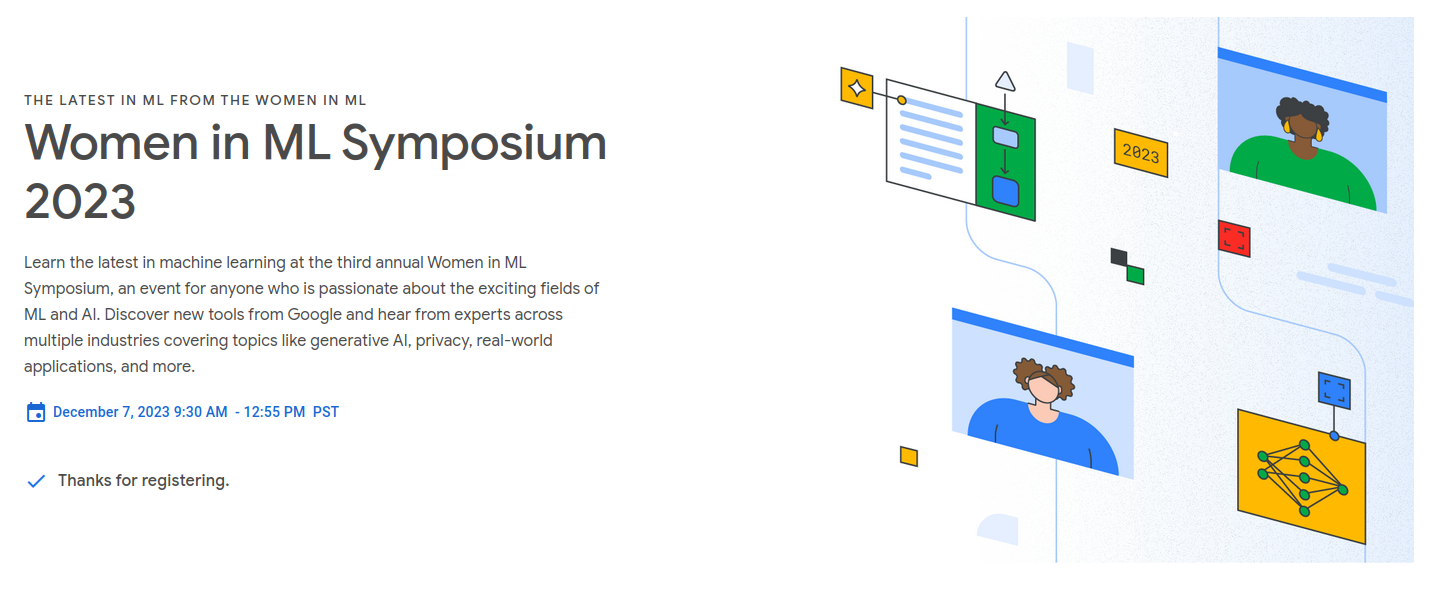 THE LATEST IN ML FROM THE WOMEN IN ML
Women in ML Symposium
2023
Learn the latest in machine learning at the third annual Women in ML
Symposium, an event for anyone who is passionate about the exciting fields of
ML and AI. Discover new tools from Google and hear from experts across
multiple industries covering topics like generative AI, privacy, real-world
applications, and more.
December 7, 2023 9:30 AM - 12:55 PM PST
Thanks for registering.
2023